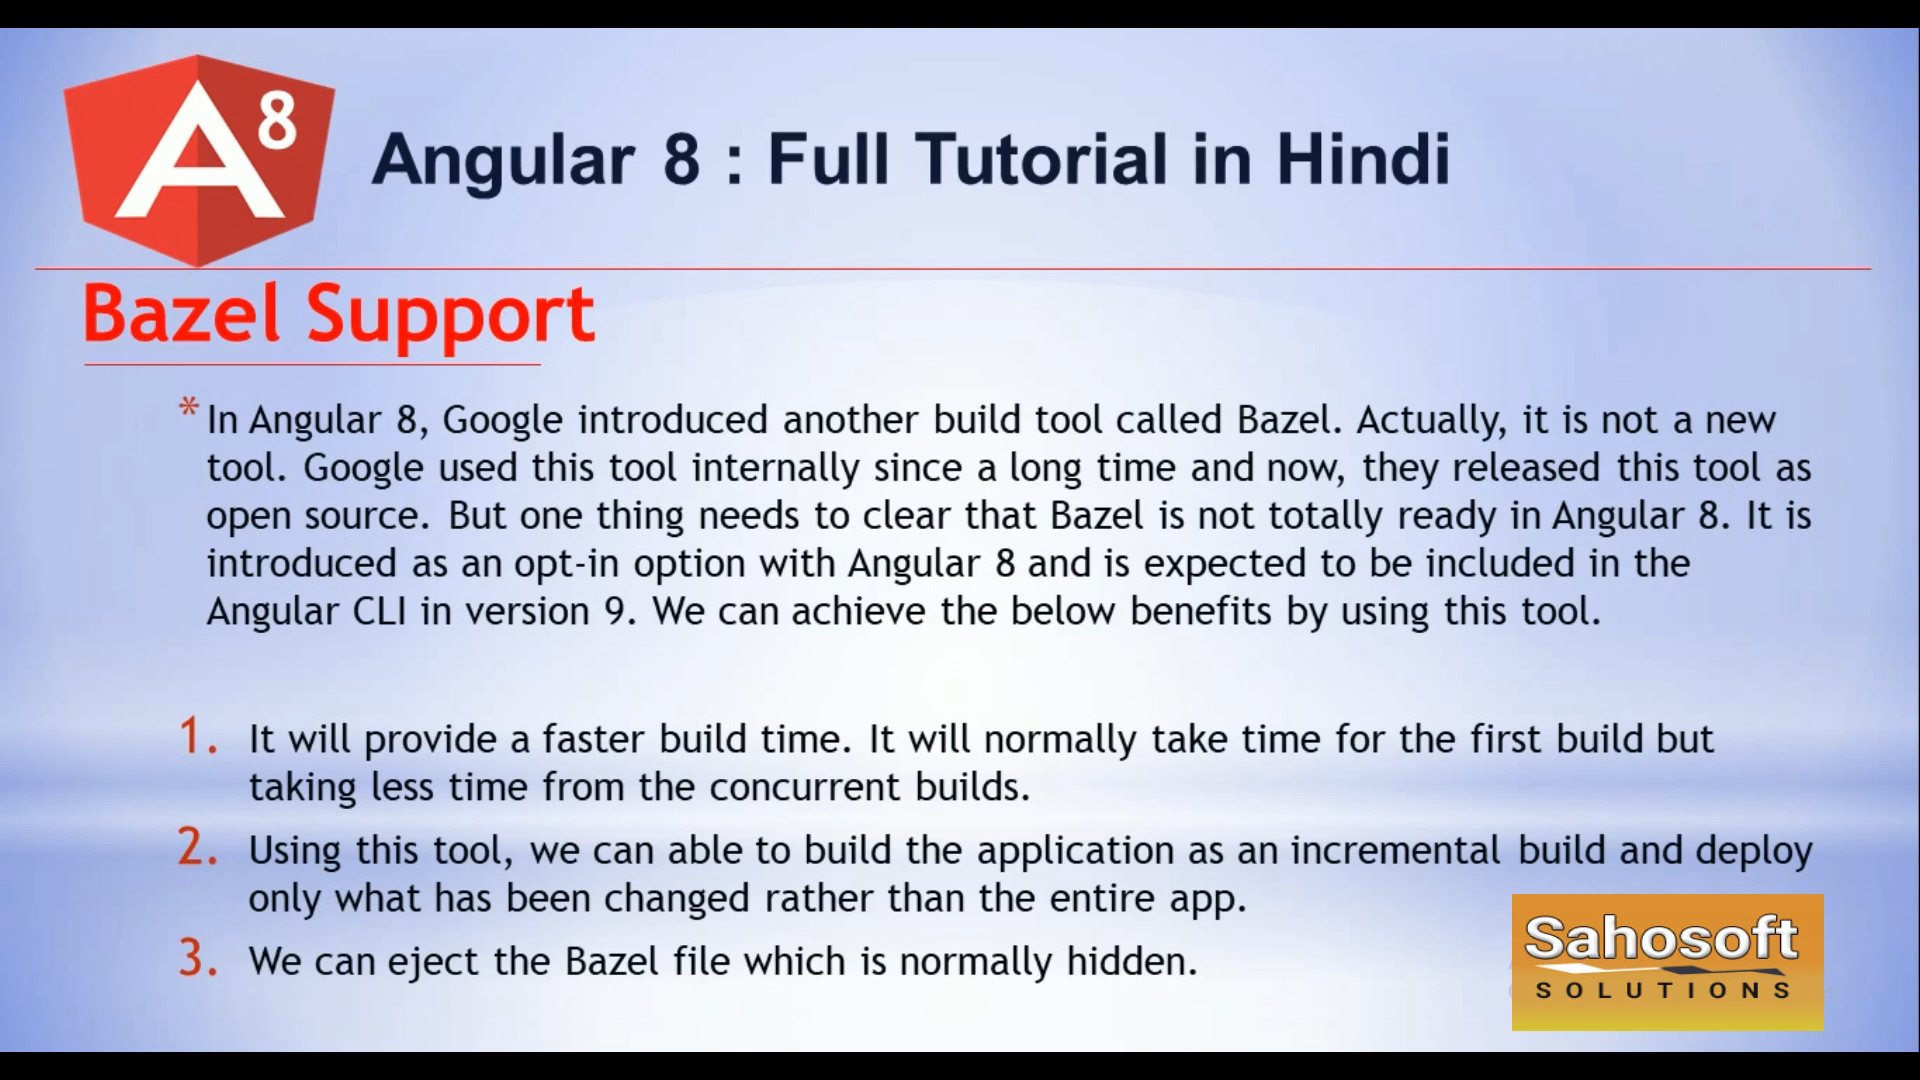 A 8
Angular 8 : Full Tutorial in Hindi
Bazel Support
* In Angular 8, Google introduced another build tool called Bazel. Actually, it is not a new
tool. Google used this tool internally since a long time and now, they released this tool as
open source. But one thing needs to clear that Bazel is not totally ready in Angular 8. It is
introduced as an opt-in option with Angular 8 and is expected to be included in the
Angular CLI in version 9. We can achieve the below benefits by using this tool.
1. It will provide a faster build time. It will normally take time for the first build but
taking less time from the concurrent builds.
2. Using this tool, we can able to build the application as an incremental build and deploy
only what has been changed rather than the entire app.
3. We can eject the Bazel file which is normally hidden.
Sahosoft
SOLUTIONS